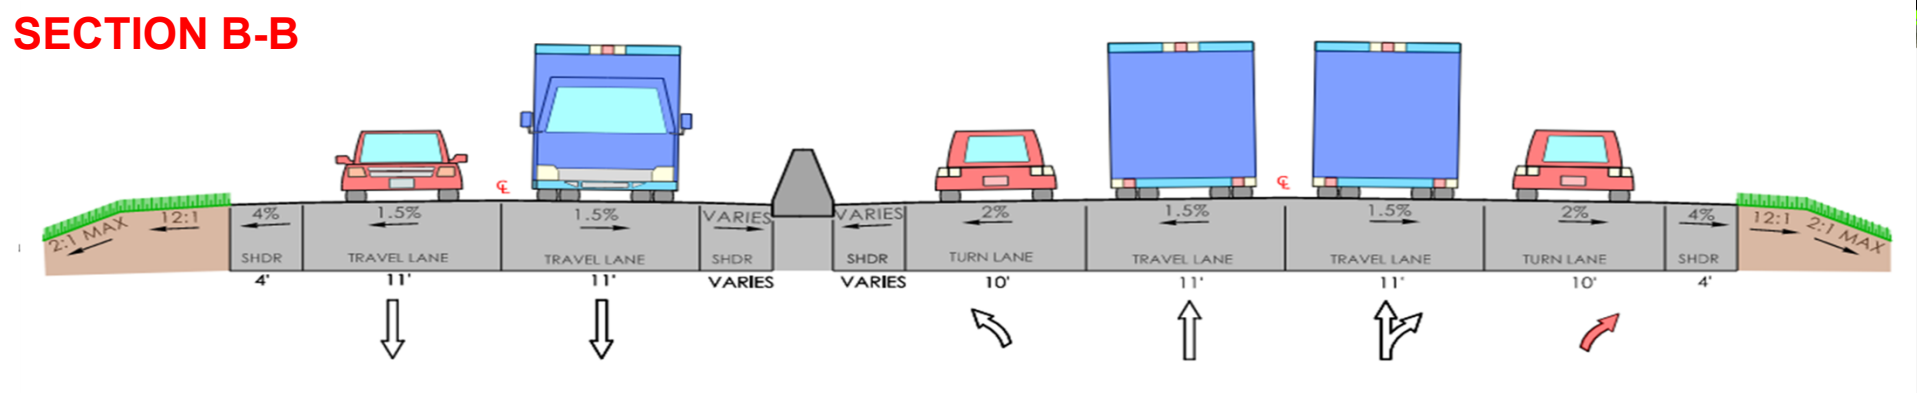 SECTION B-B
℄ ℄
2:1 MAX 12:1 4% 1.5% 1.5% VARIES VARIES 2% 1.5% 1.5% 2% 4% 12:1 2:1 MAX
SHDR TRAVEL LANE TRAVEL LANE SHDR SHDR TURN LANE TRAVEL LANE TRAVEL LANE TURN LANE SHDR
4' 11' 11' VARIES VARIES 10' 11' 11' 10' 4'